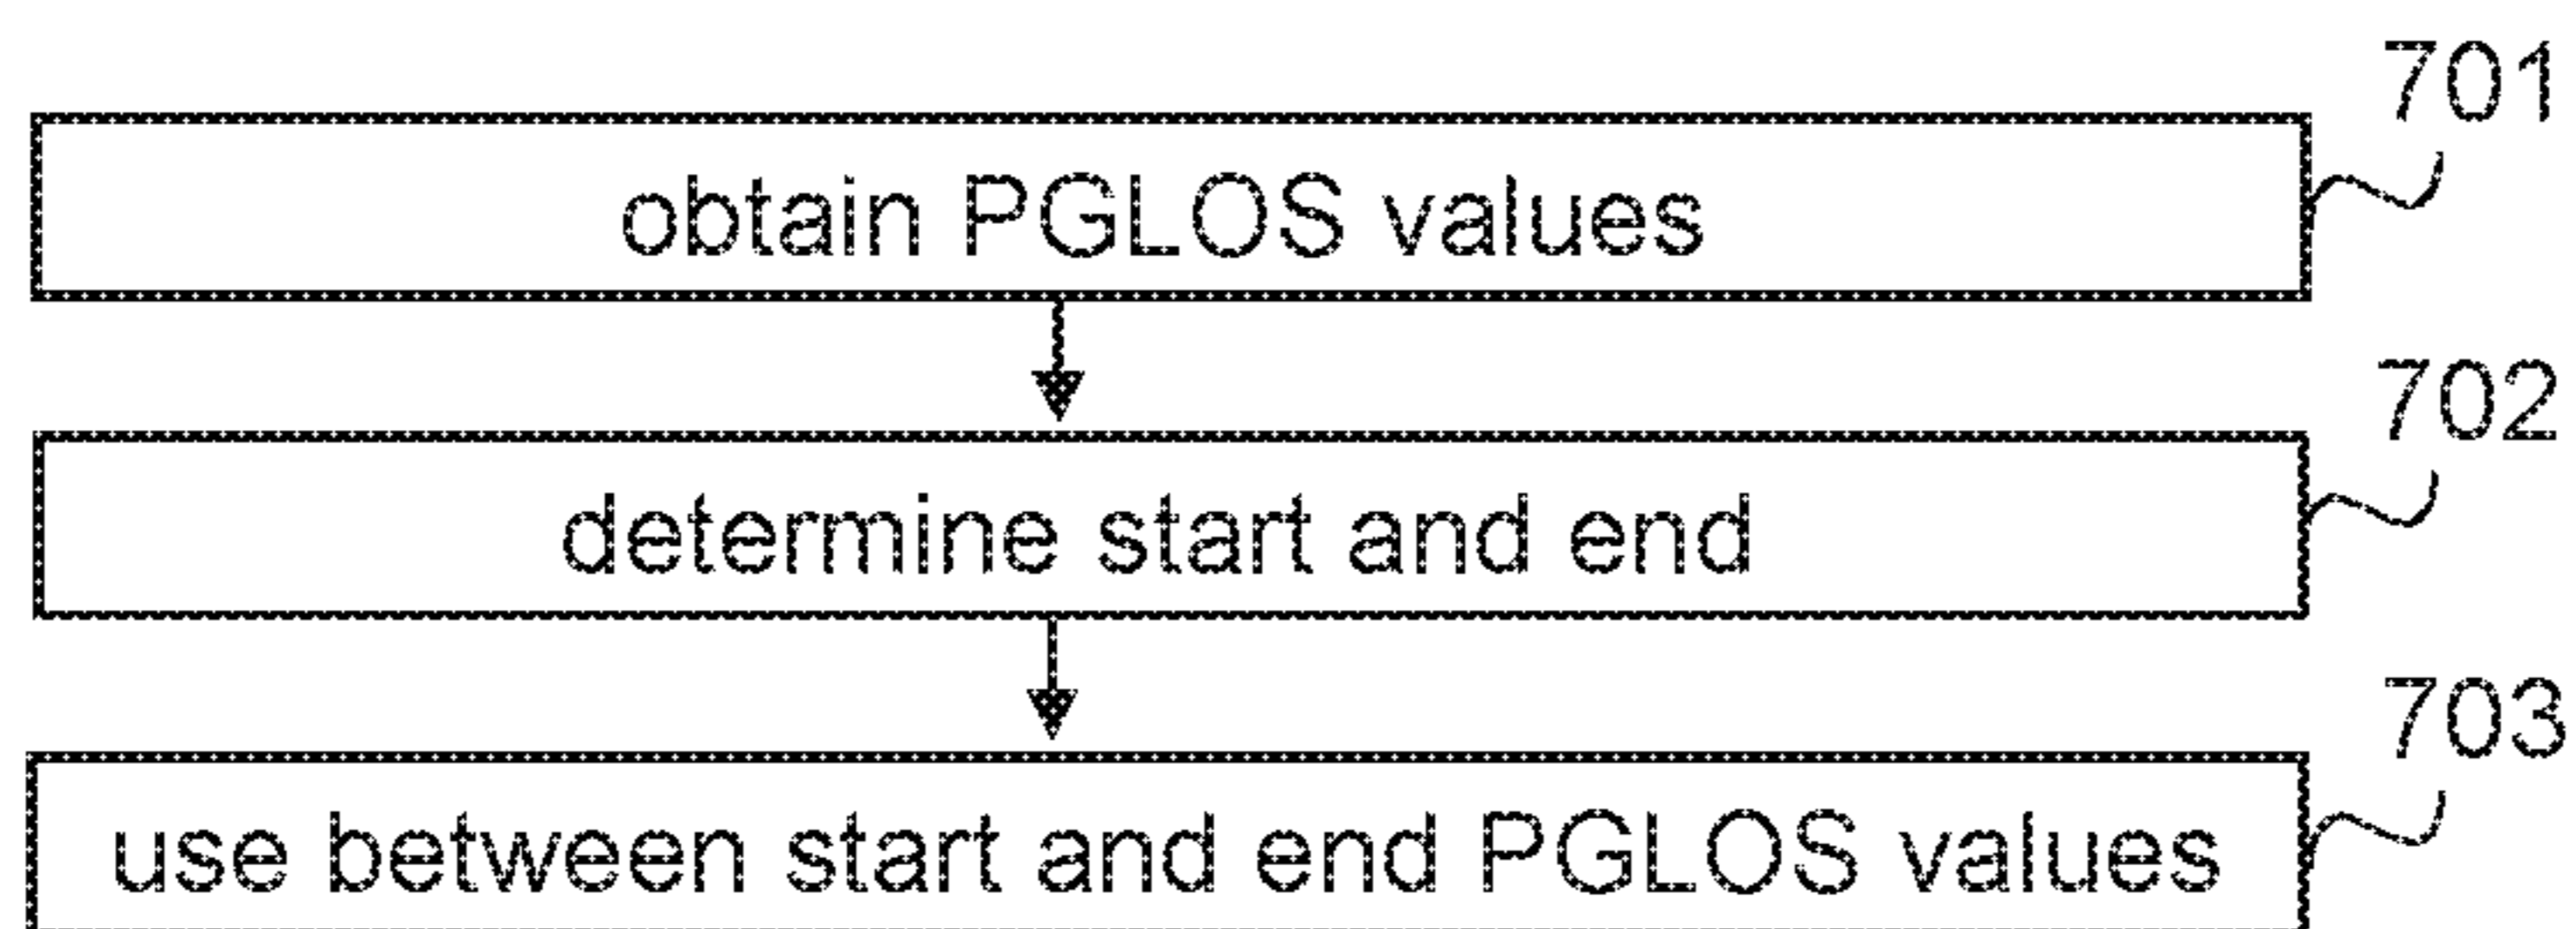 701
obtain PGLOS values
702
determine start and end
703
use between start and end PGLOS values